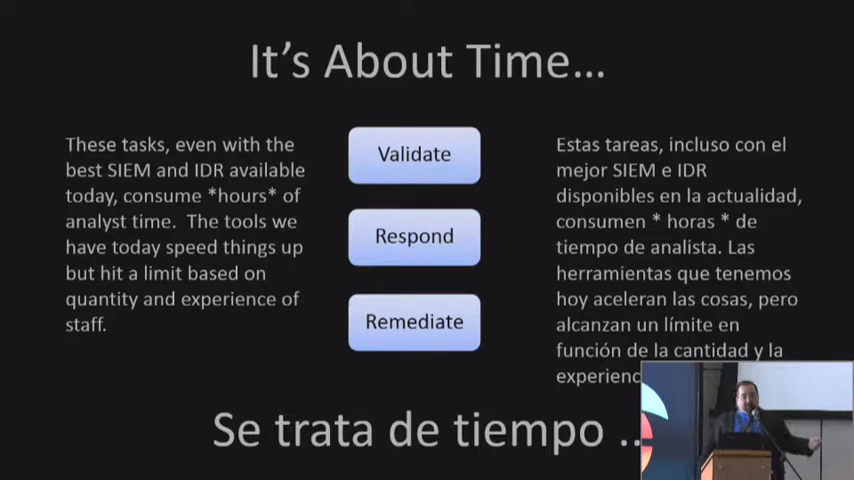 It's About Time...
These tasks, even with the
best SIEM and IDR available
today, consume *hours* of
analyst time. The tools we
have today speed things up
but hit a limit based on
quantity and experience of
staff.
Validate
Respond
Remediate
Estas tareas, incluso con el
mejor SIEM e IDR
disponibles en la actualidad,
consumen * horas * de
tiempo de analista. Las
herramientas que tenemos
hoy aceleran las cosas, pero
alcanzan un límite en
función de la cantidad y la
Se trata de tiempo ..